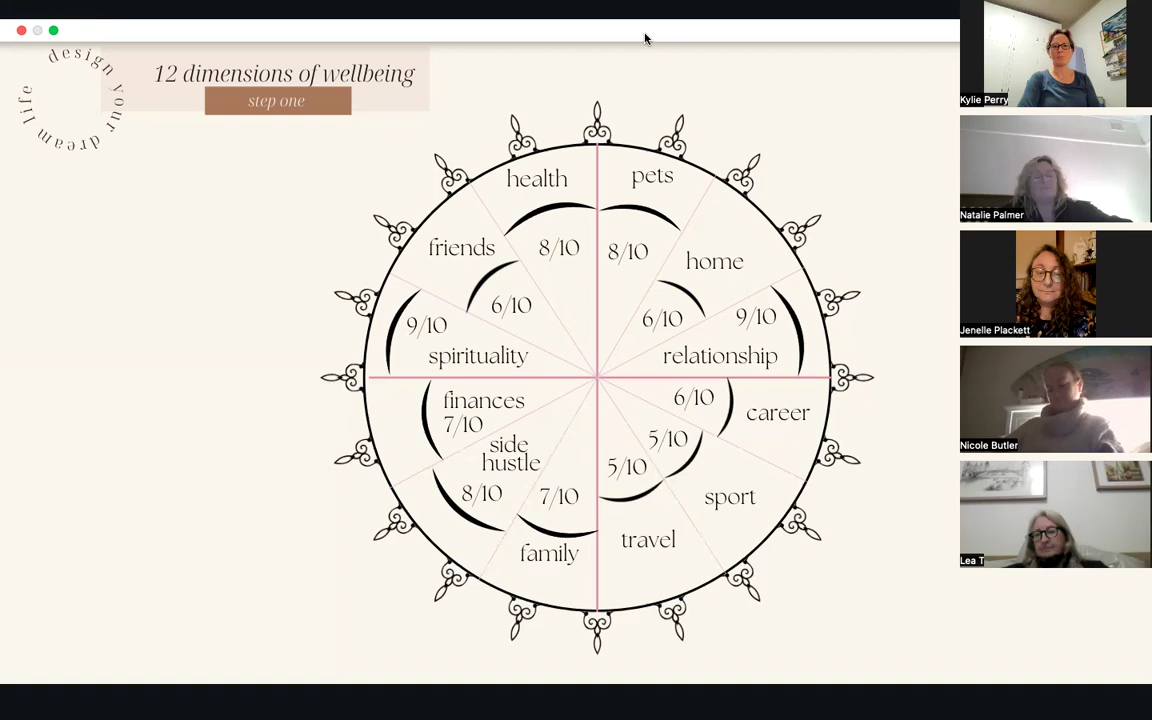 design your dream life
12 dimensions of wellbeing
step one
health
pets
friends
8/10
8/10
home
6/10
6/10
9/10
9/10
spirituality
relationship
finances
7/10
6/10
career
side
hustle
5/10
8/10
7/10
5/10
sport
family
travel
Kylie Perry
Natalie Palmer
Jenelle Plackett
Nicole Butler
Lea T